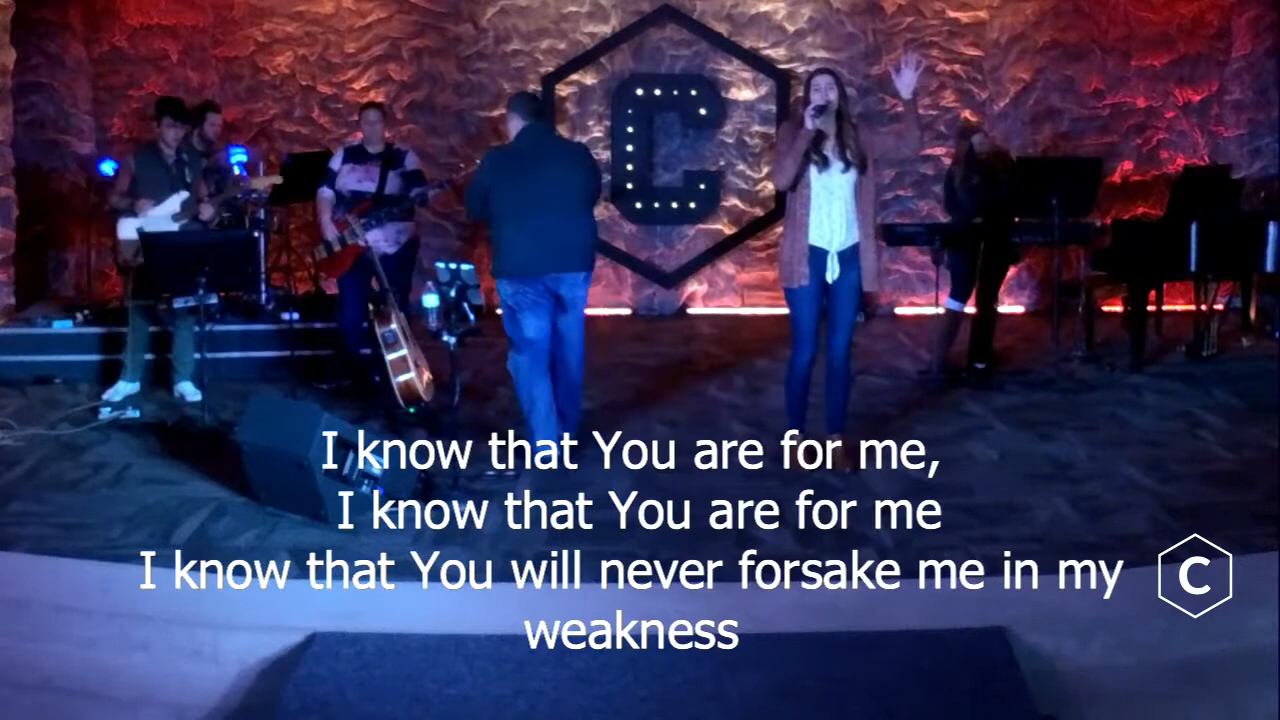 C
I know that You are for me,
I know that You are for me
I know that You will never forsake me in my
weakness
C